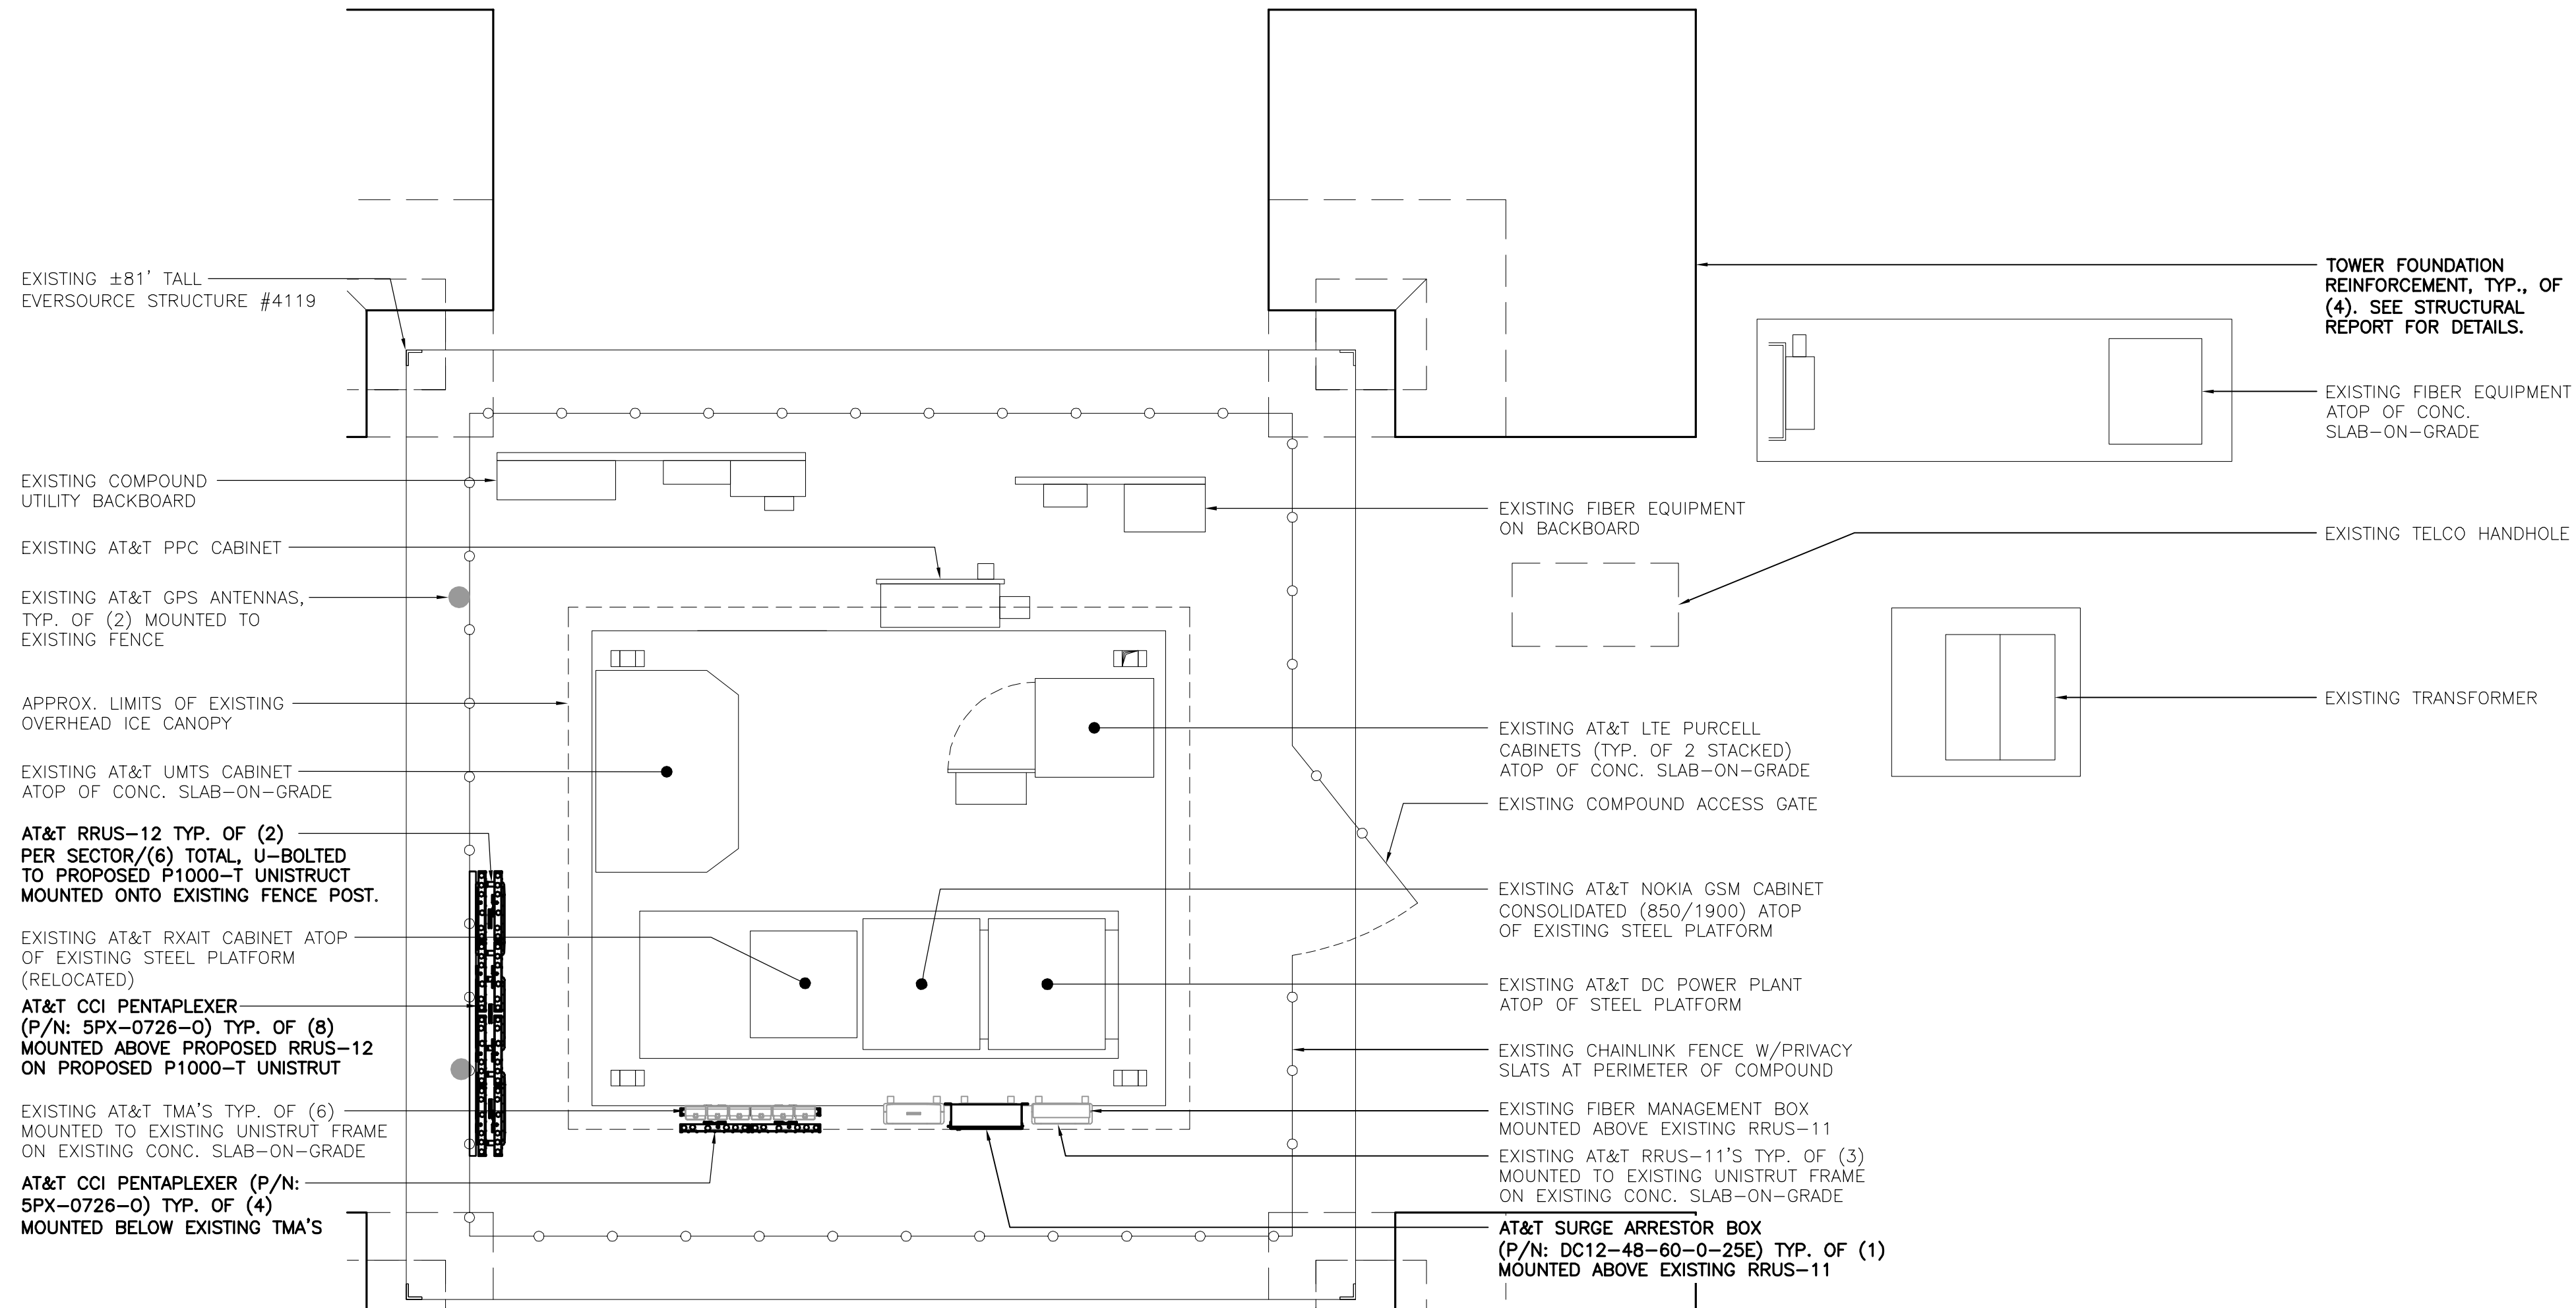 EXISTING ±81' TALL
EVERSOURCE STRUCTURE #4119
EXISTING COMPOUND
UTILITY BACKBOARD
EXISTING AT&T PPC CABINET
EXISTING AT&T GPS ANTENNAS,
TYP. OF (2) MOUNTED TO
EXISTING FENCE
APPROX. LIMITS OF EXISTING
OVERHEAD ICE CANOPY
EXISTING AT&T UMTS CABINET
ATOP OF CONC. SLAB-ON-GRADE
AT&T RRUS-12 TYP. OF (2)
PER SECTOR/(6) TOTAL, U-BOLTED
TO PROPOSED P1000-T UNISTRUCT
MOUNTED ONTO EXISTING FENCE POST.
EXISTING AT&T RXAIT CABINET ATOP
OF EXISTING STEEL PLATFORM
(RELOCATED)
AT&T CCI PENTAPLEXER
(P/N: 5PX-0726-O) TYP. OF (8)
MOUNTED ABOVE PROPOSED RRUS-12
ON PROPOSED P1000-T UNISTRUT
EXISTING AT&T TMA'S TYP. OF (6)
MOUNTED TO EXISTING UNISTRUT FRAME
ON EXISTING CONC. SLAB-ON-GRADE
AT&T CCI PENTAPLEXER (P/N:
5PX-0726-O) TYP. OF (4)
MOUNTED BELOW EXISTING TMA'S
EXISTING FIBER EQUIPMENT
ON BACKBOARD
EXISTING AT&T LTE PURCELL
CABINETS (TYP. OF 2 STACKED)
ATOP OF CONC. SLAB-ON-GRADE
EXISTING COMPOUND ACCESS GATE
EXISTING AT&T NOKIA GSM CABINET
CONSOLIDATED (850/1900) ATOP
OF EXISTING STEEL PLATFORM
EXISTING AT&T DC POWER PLANT
ATOP OF STEEL PLATFORM
EXISTING CHAINLINK FENCE W/PRIVACY
SLATS AT PERIMETER OF COMPOUND
EXISTING FIBER MANAGEMENT BOX
MOUNTED ABOVE EXISTING RRUS-11
EXISTING AT&T RRUS-11'S TYP. OF (3)
MOUNTED TO EXISTING UNISTRUT FRAME
ON EXISTING CONC. SLAB-ON-GRADE
AT&T SURGE ARRESTOR BOX
(P/N: DC12-48-60-0-25E) TYP. OF (1)
MOUNTED ABOVE EXISTING RRUS-11
TOWER FOUNDATION
REINFORCEMENT, TYP., OF
(4). SEE STRUCTURAL
REPORT FOR DETAILS.
EXISTING FIBER EQUIPMENT
ATOP OF CONC.
SLAB-ON-GRADE
EXISTING TELCO HANDHOLE
EXISTING TRANSFORMER